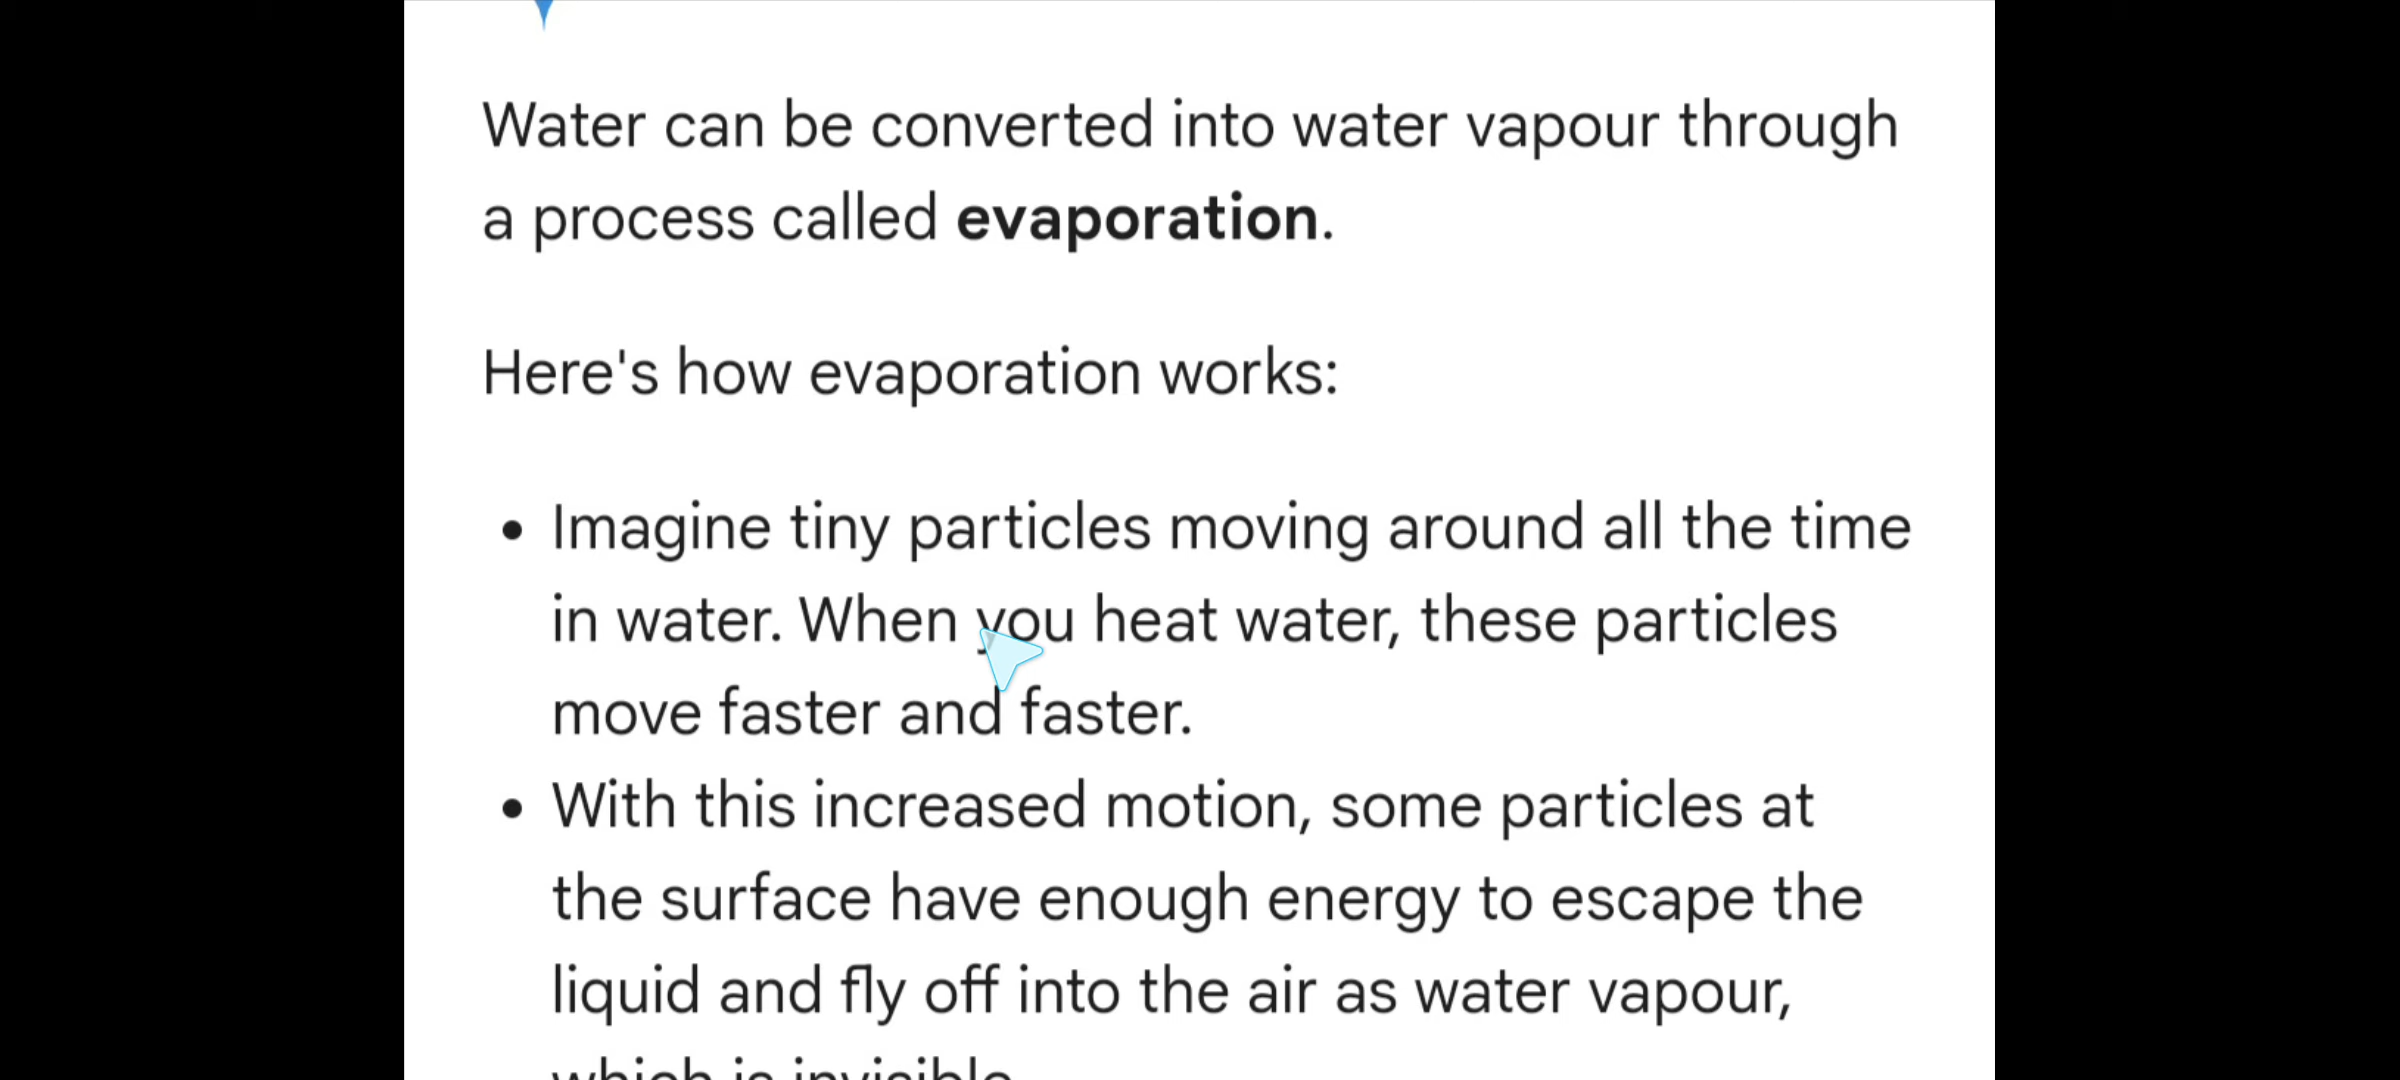 Water can be converted into water vapour through
a process called evaporation.
Here's how evaporation works:
• Imagine tiny particles moving around all the time
in water. When you heat water, these particles
move faster and faster.
• With this increased motion, some particles at
the surface have enough energy to escape the
liquid and fly off into the air as water vapour,
which is invisible